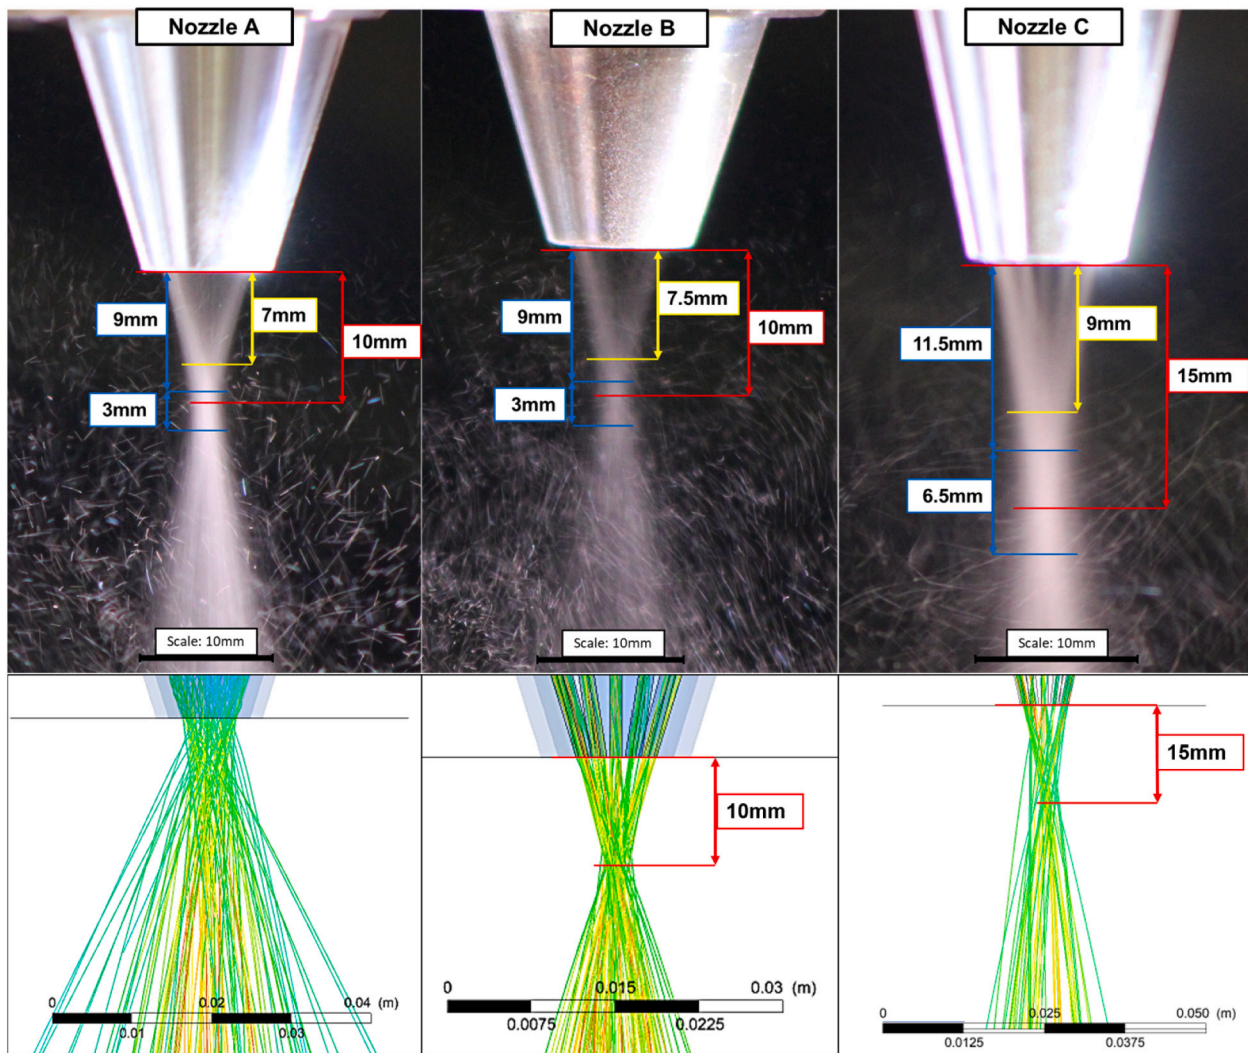 Nozzle A
9mm
7mm
10mm
3mm
Scale: 10mm
Nozzle B
9mm
7.5mm
10mm
3mm
Scale: 10mm
Nozzle C
11.5mm
9mm
15mm
6.5mm
Scale: 10mm
0 0.02 0.04 (m)
0.01 0.03
10mm
0 0.015 0.03 (m)
0.0075 0.0225
15mm
0 0.025 0.050 (m)
0.0125 0.0375